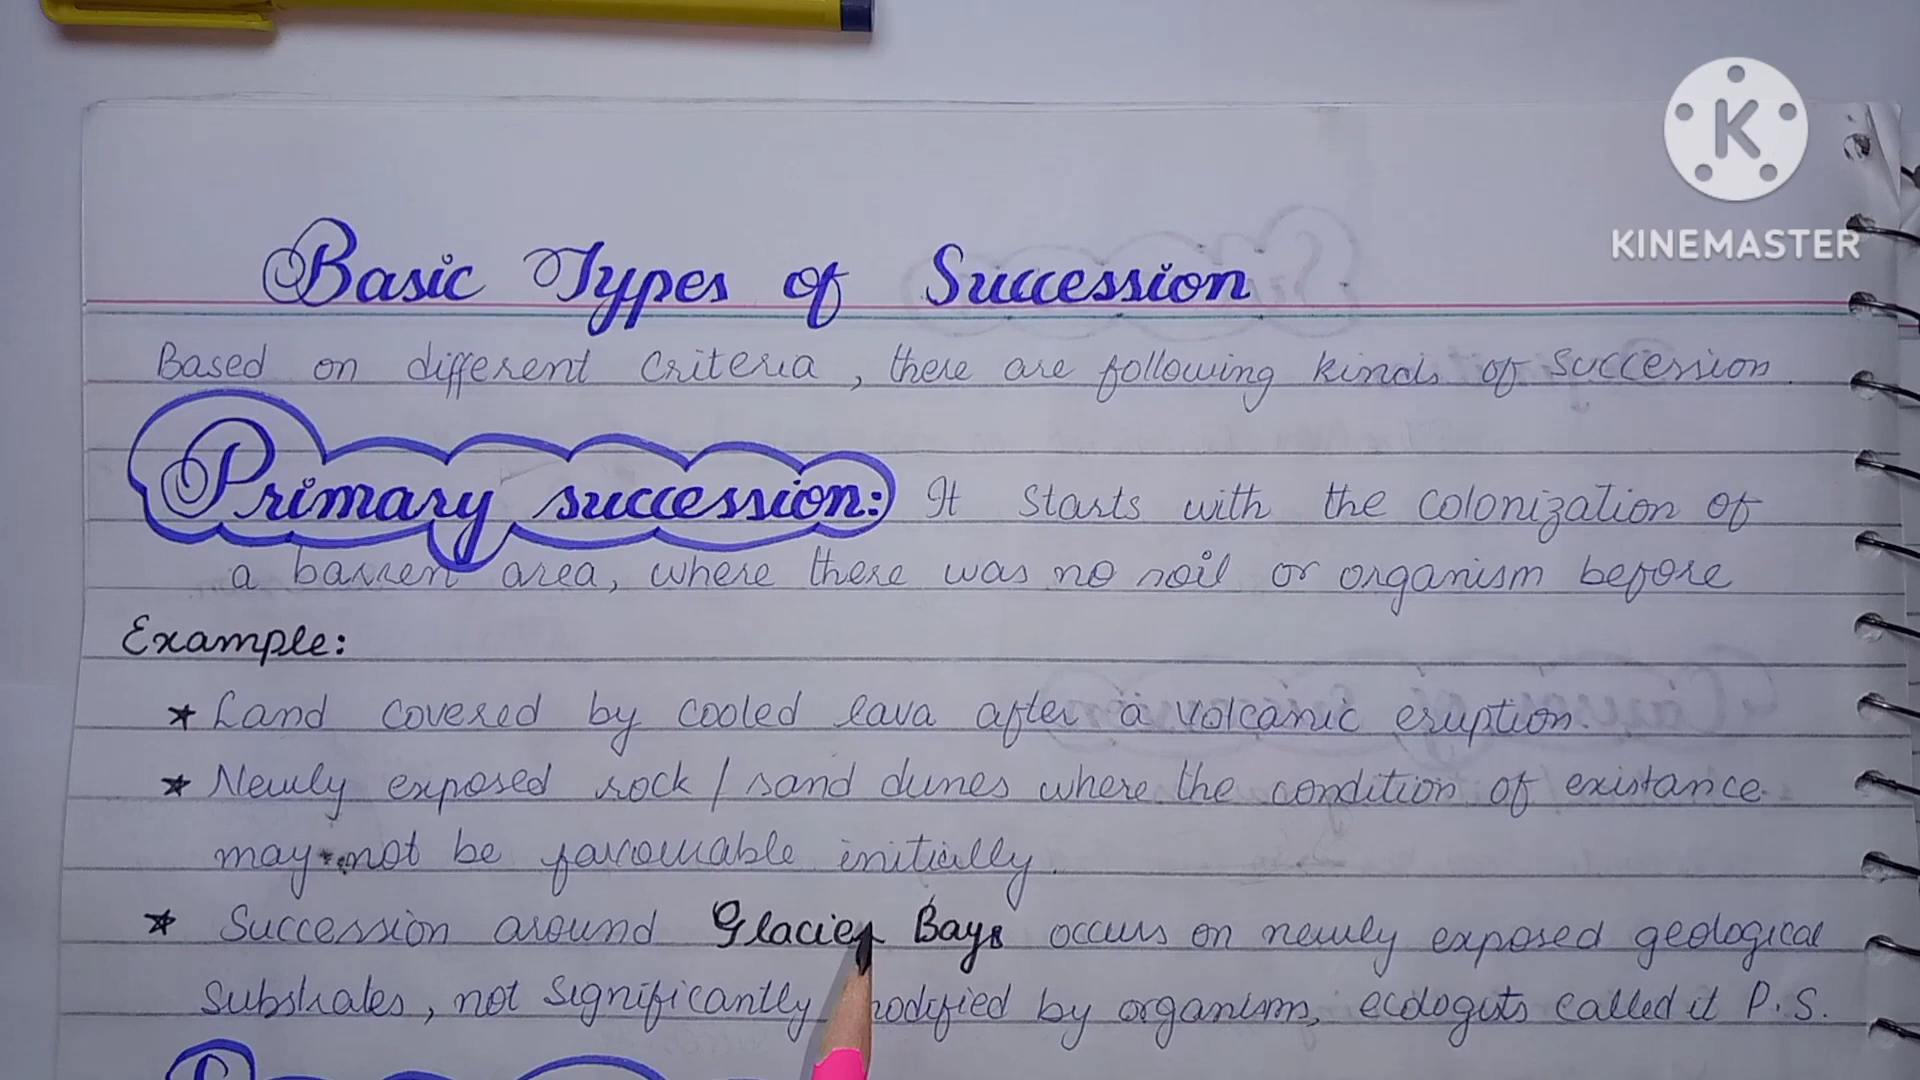 KINEMASTER
Basic Types of Succession
Based on different criteria, there are following kinds of succession.
Primary succession: It starts with the colonization of
a barren area, where there was no soil or organism before
Example:
★ Land covered by cooled lava after a volcanic eruption.
★ Newly exposed rock / sand dunes where the condition of existance
may not be favourable initially.
★ Succession around Glacier Bays occurs on newly exposed geological
substrates, not significantly modified by organism, ecologists called it P.S.